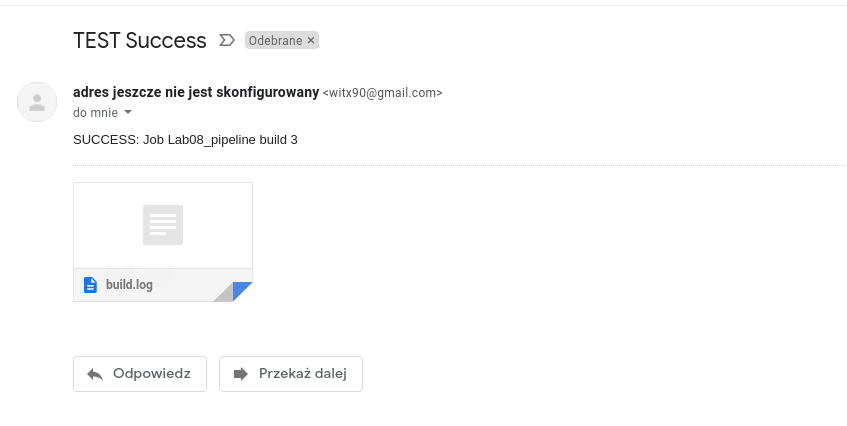 TEST Success Odebrane ×
adres jeszcze nie jest skonfigurowany <witx90@gmail.com>
do mnie
SUCCESS: Job Lab08_pipeline build 3
build.log
Odpowiedz Przekaż dalej